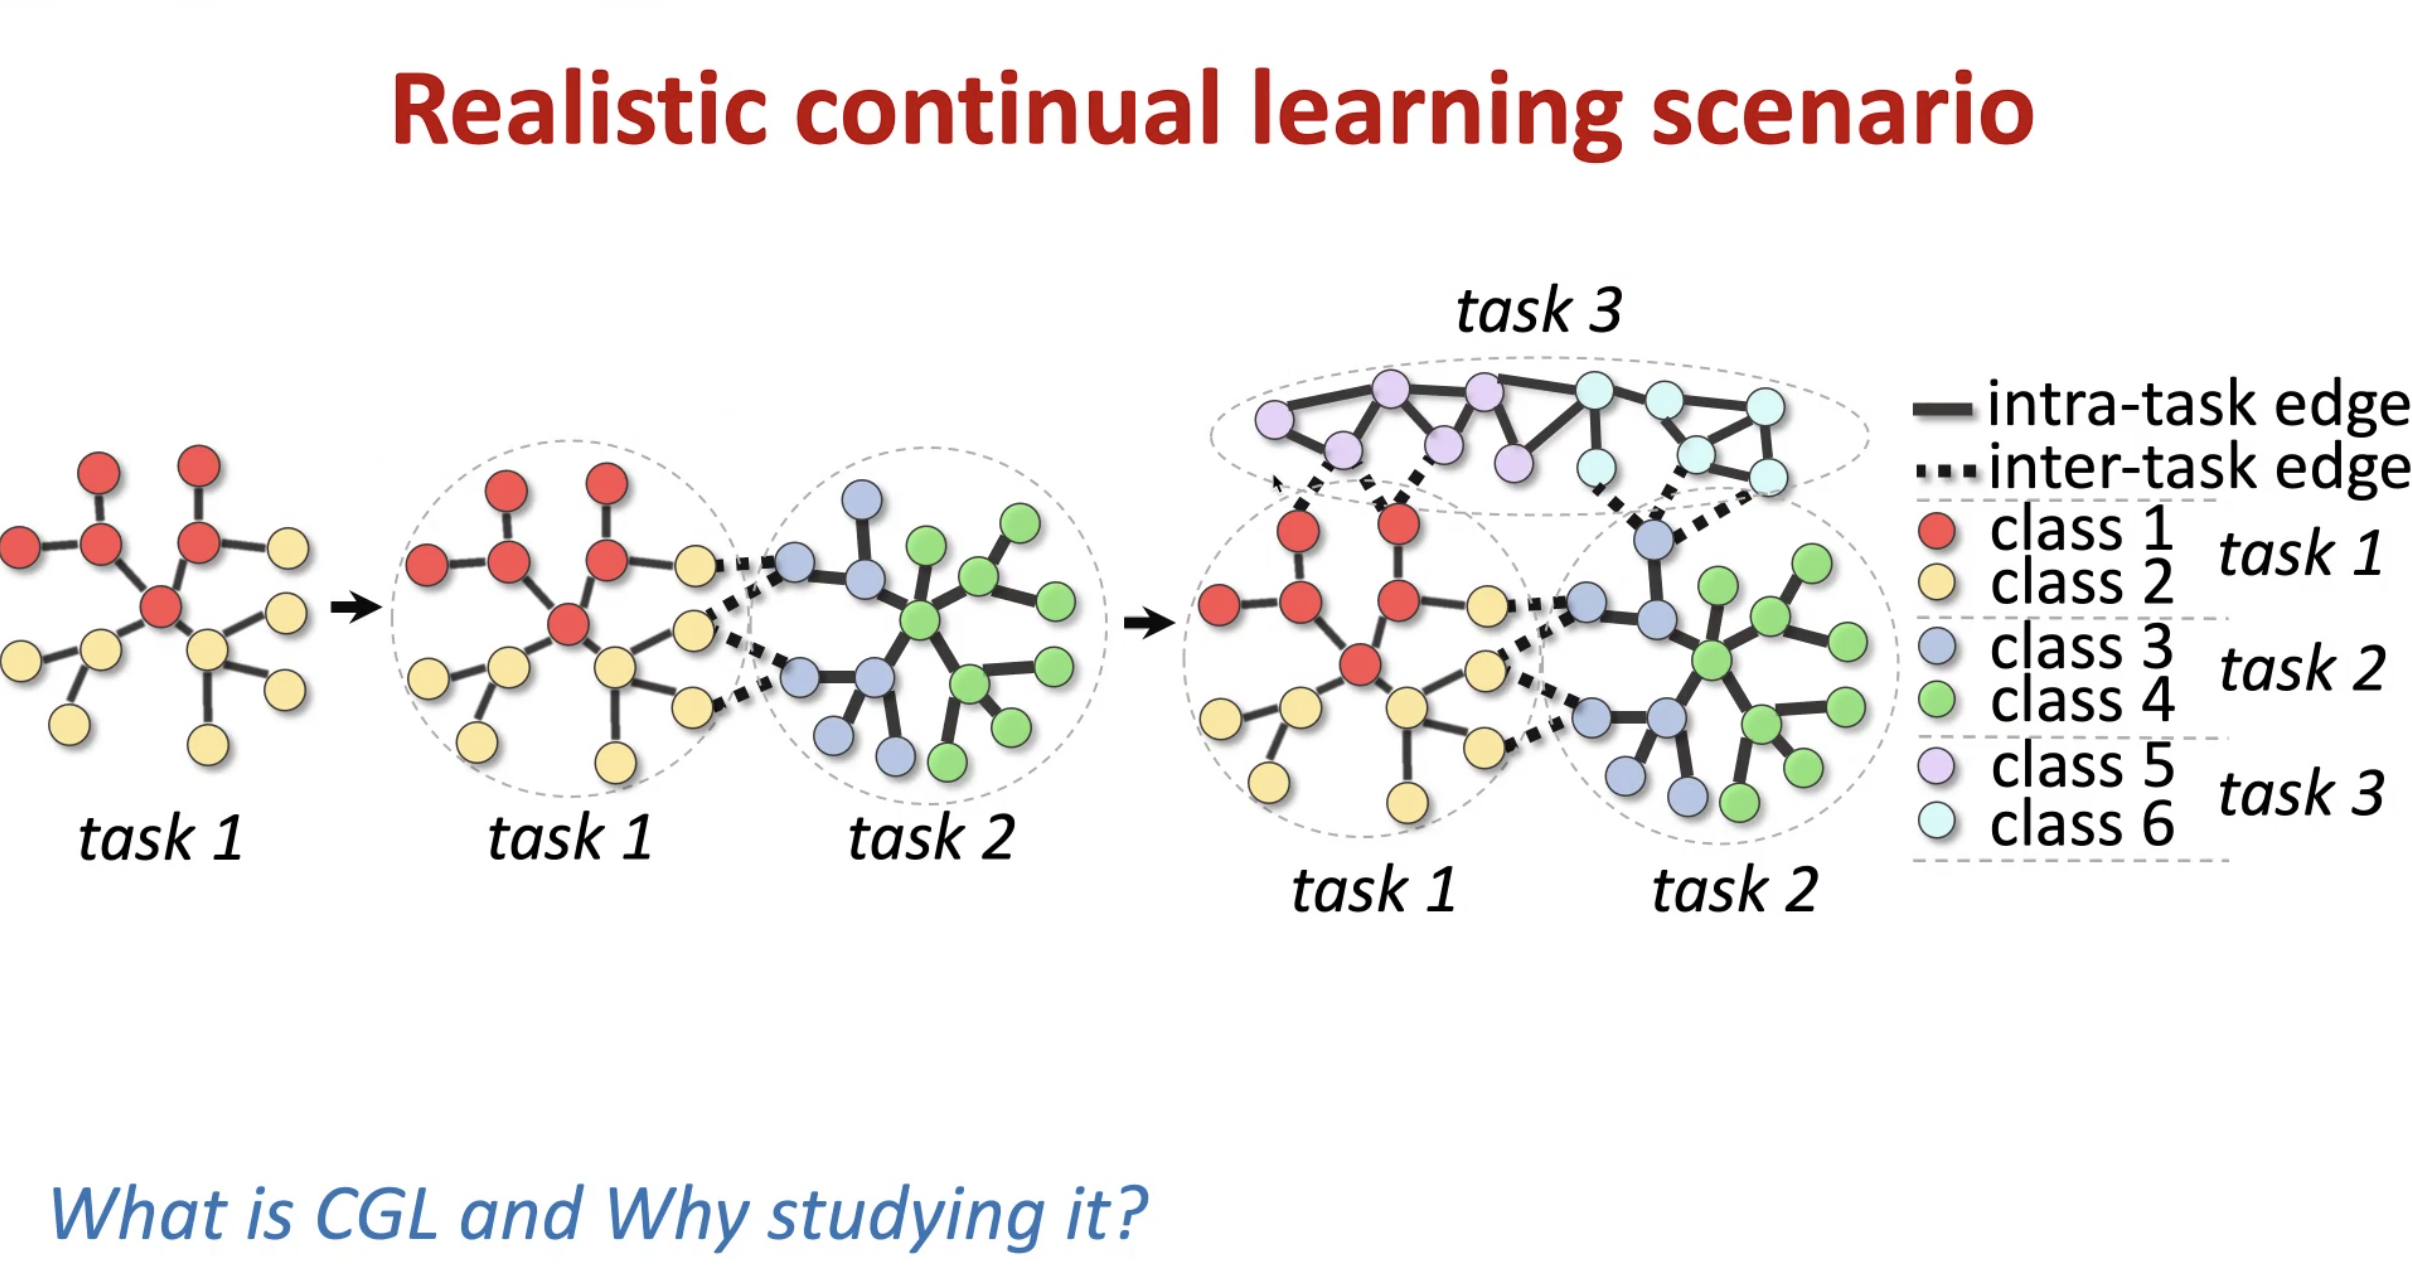 Realistic continual learning scenario
task 3
intra-task edge
inter-task edge
class 1
class 2
task 1
class 3
class 4
task 2
class 5
class 6
task 3
task 1
task 1
task 2
task 1
task 2
What is CGL and Why studying it?